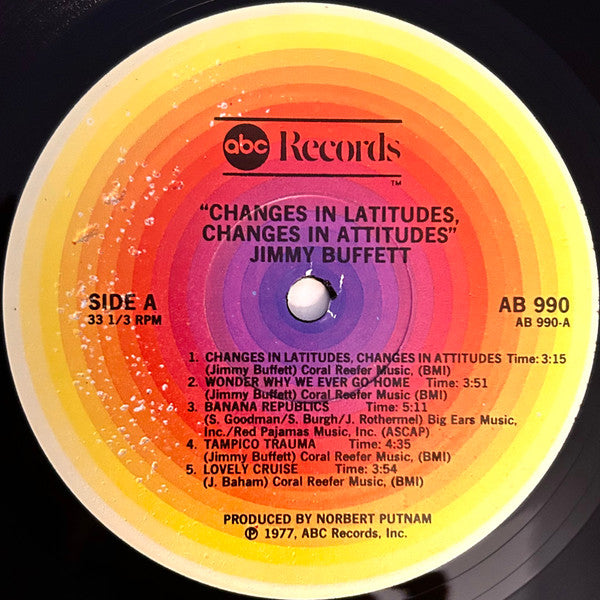 abc Records
TM
"CHANGES IN LATITUDES,
CHANGES IN ATTITUDES"
JIMMY BUFFETT
SIDE A
33 1/3 RPM
AB 990
AB 990-A
1. CHANGES IN LATITUDES, CHANGES IN ATTITUDES Time: 3:15
(Jimmy Buffett) Coral Reefer Music, (BMI)
2. WONDER WHY WE EVER GO HOME Time: 3:51
(Jimmy Buffett) Coral Reefer Music, (BMI)
3. BANANA REPUBLICS Time: 5:11
(S. Goodman/S. Burgh/J. Rothermel) Big Ears Music,
Inc./Red Pajamas Music, Inc. (ASCAP)
4. TAMPICO TRAUMA Time: 4:35
(Jimmy Buffett) Coral Reefer Music, (BMI)
5. LOVELY CRUISE Time: 3:54
(J. Baham) Coral Reefer Music, (BMI)
PRODUCED BY NORBERT PUTNAM
℗ 1977, ABC Records, Inc.